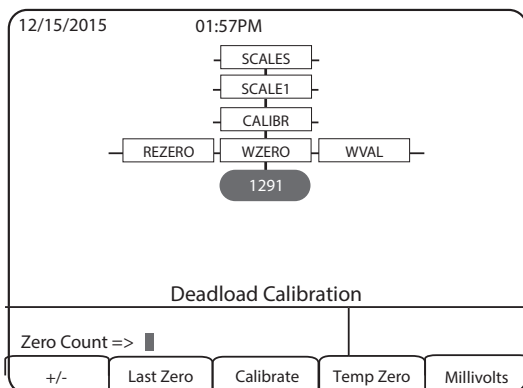 12/15/2015 01:57PM
SCALES
SCALE1
CALIBR
REZERO WZERO WVAL
1291
Deadload Calibration
Zero Count =>
+/- Last Zero Calibrate Temp Zero Millivolts